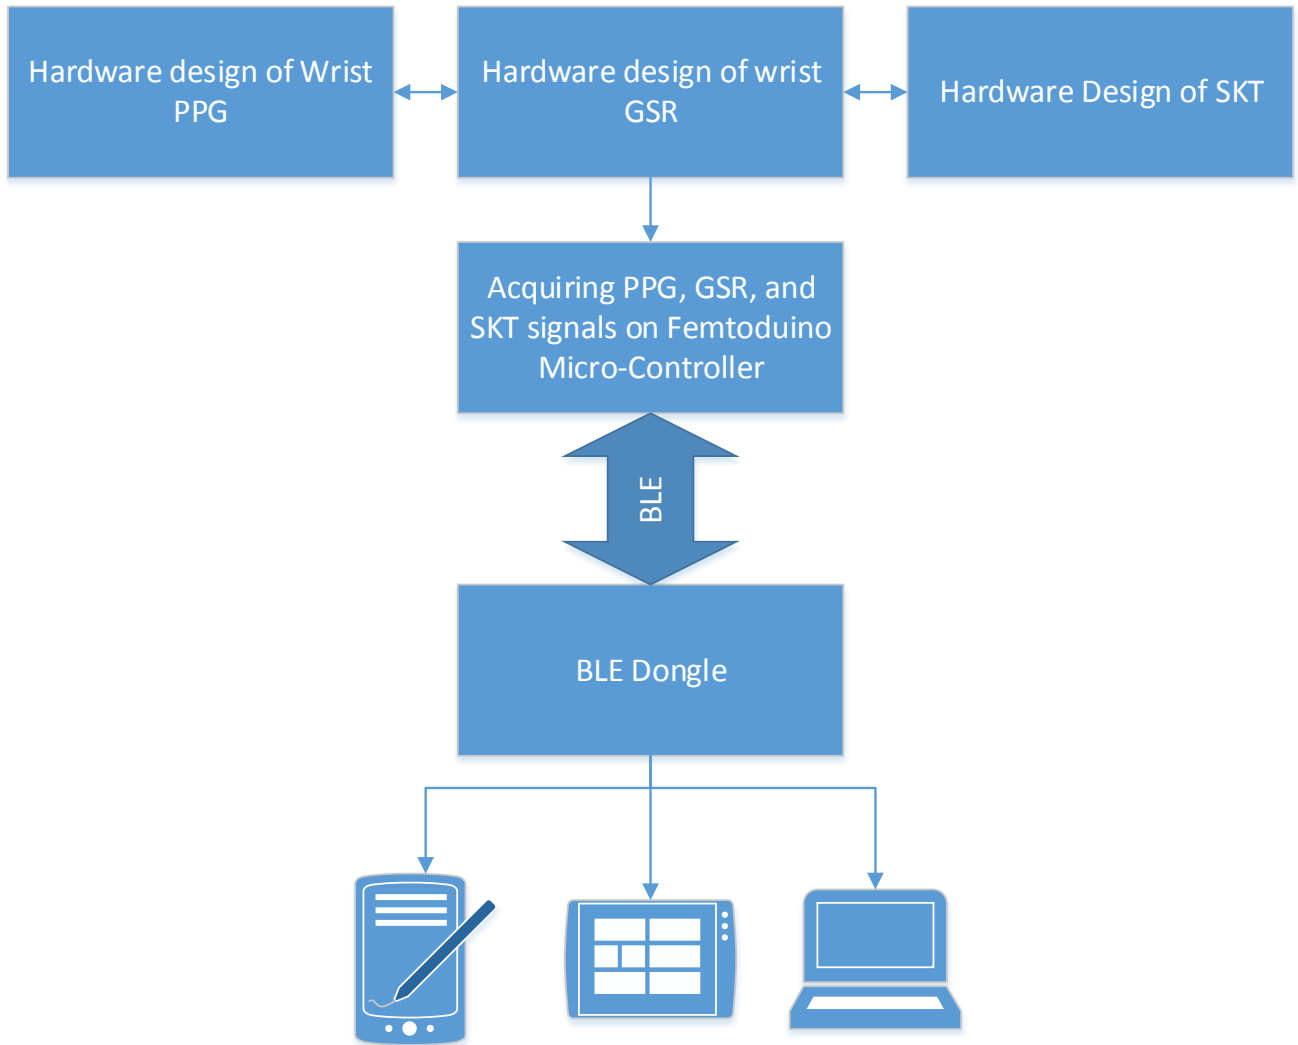 Hardware design of Wrist
PPG
Hardware design of wrist
GSR
Hardware Design of SKT
Acquiring PPG, GSR, and
SKT signals on Femtoduino
Micro-Controller
BLE
BLE Dongle